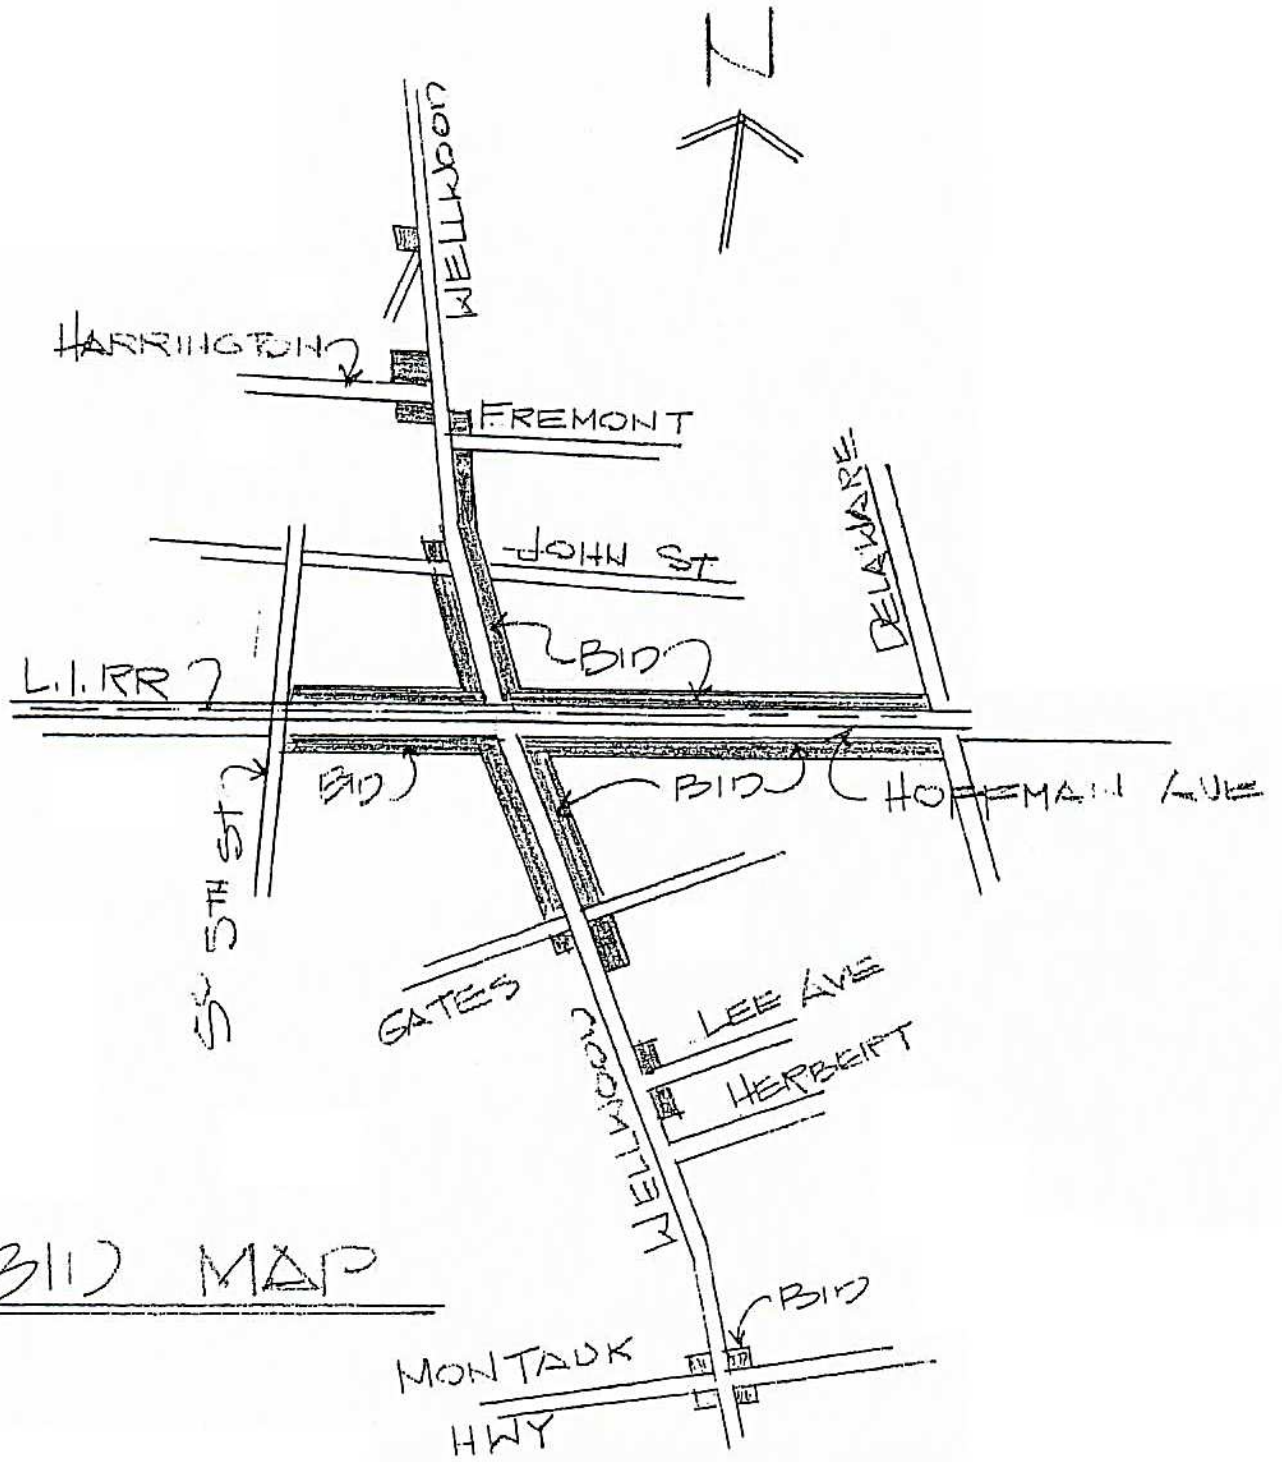 N
WELLWOOD
HARRINGTON
FREMONT
JOHN ST
DELAWARE
BID
L.I.RR
BID
BID
HOFFMAN AVE
SO 5TH ST
GATES
LEE AVE
HERBERT
WELLWOOD
BID MAP
BID
MONTAUK
HWY